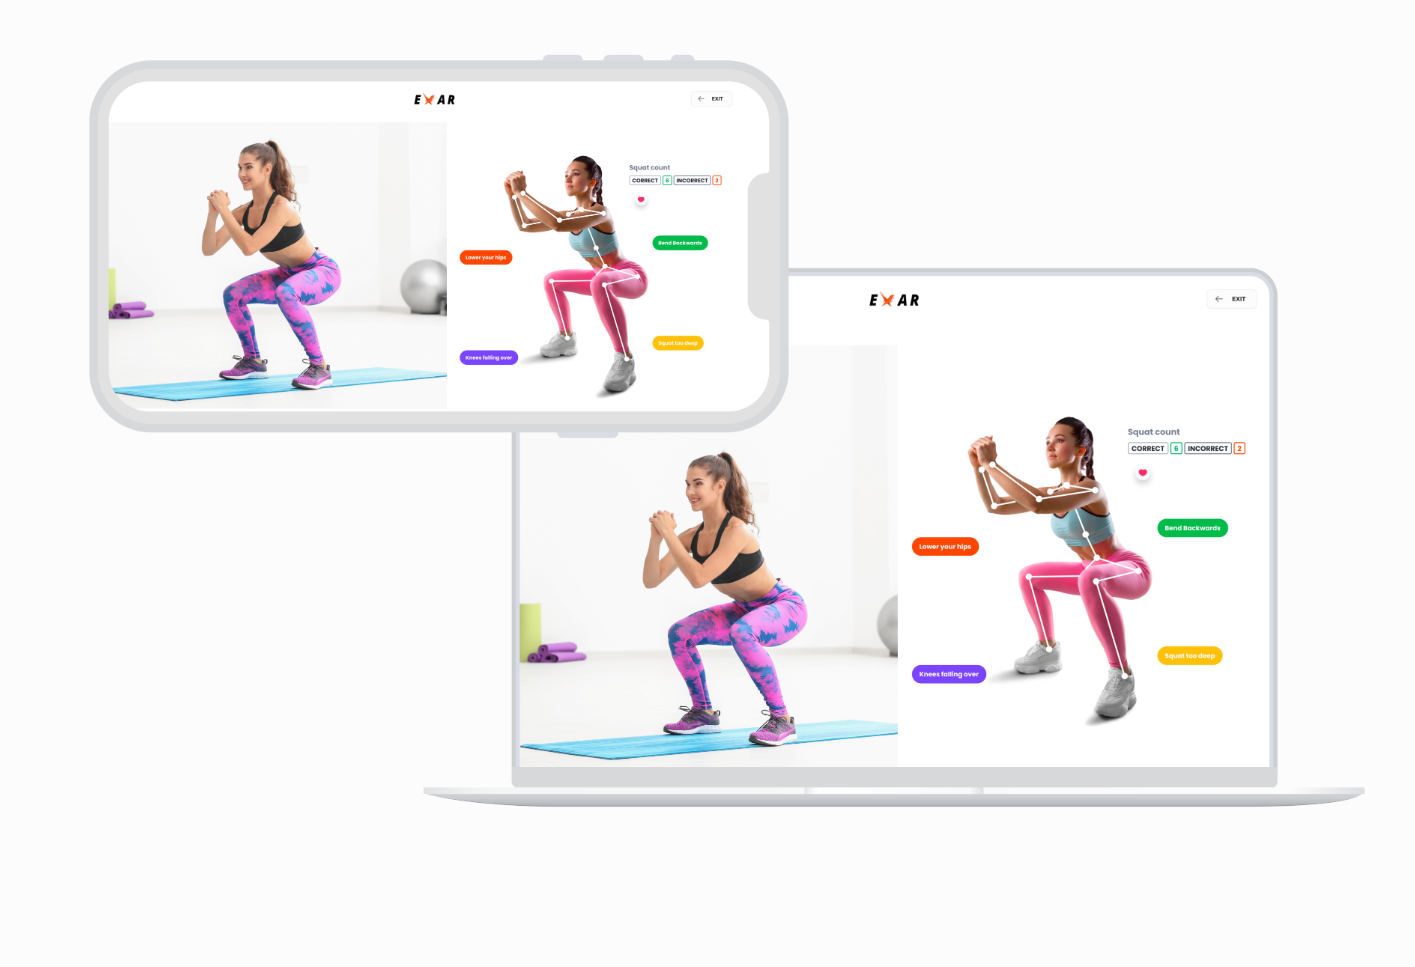 EXAR
EXIT
Squat count
CORRECT 6 INCORRECT 2
Bend Backwards
Lower your hips
Squat too deep
Knees falling over
EXAR
EXIT
Squat count
CORRECT 6 INCORRECT 2
Bend Backwards
Lower your hips
Squat too deep
Knees falling over